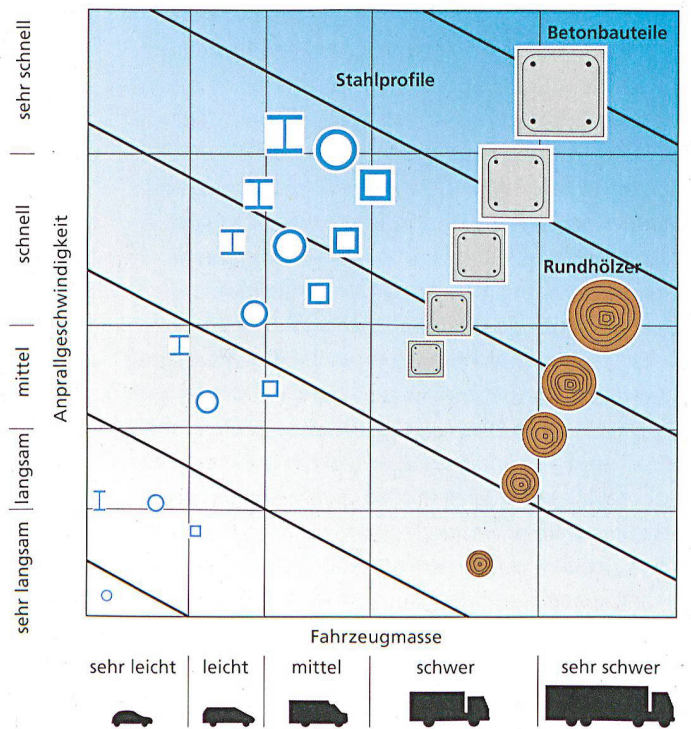 Betonbauteile
Stahlprofile
Rundhölzer
Anprallgeschwindigkeit
sehr schnell
schnell
mittel
langsam
sehr langsam
Fahrzeugmasse
sehr leicht
leicht
mittel
schwer
sehr schwer